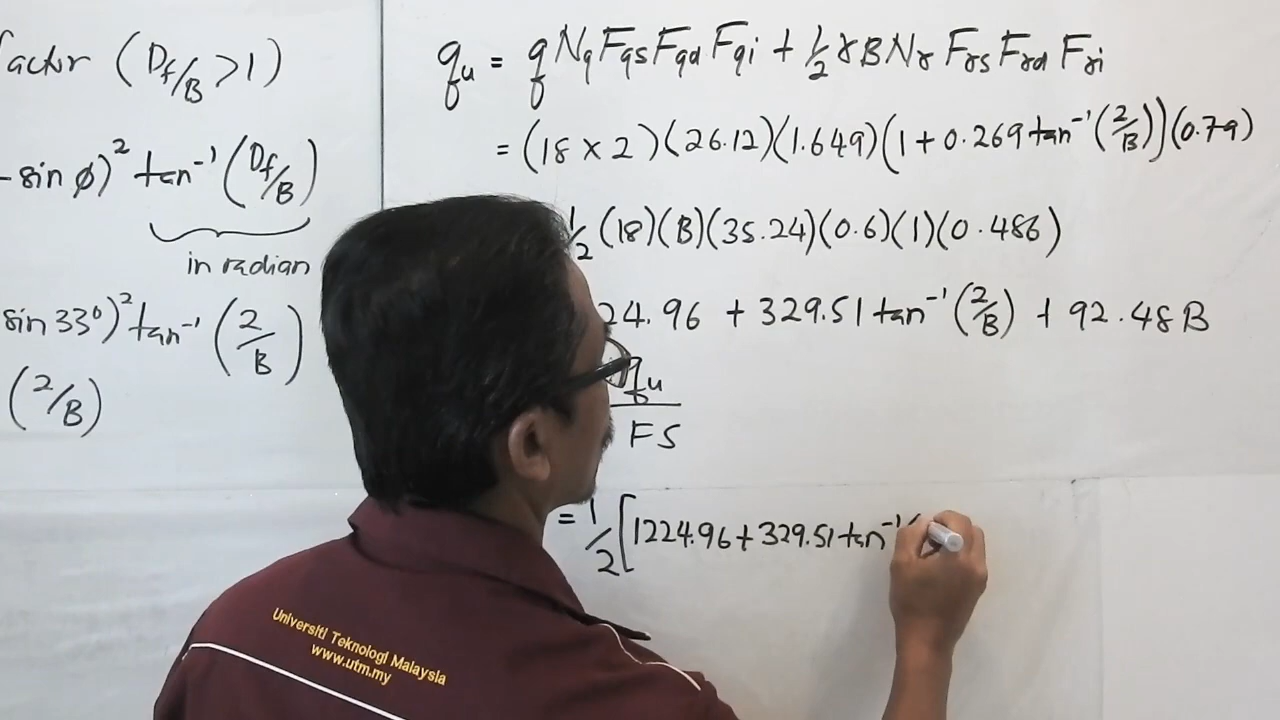 factor (Df/B > 1)
- sin ϕ)² tan⁻¹ (Df/B)
in radian
sin 33°)² tan⁻¹ (2/B)
(2/B)
qu = q Nq Fqs Fqd Fqi + 1/2 γ B Nγ Fγs Fγd Fγi
= (18 × 2)(26.12)(1.649)(1 + 0.269 tan⁻¹(2/B))(0.79)
1/2 (18)(B)(35.24)(0.6)(1)(0.486)
24.96 + 329.51 tan⁻¹ (2/B) + 92.48 B
qu
FS
= 1/2 [1224.96 + 329.51 tan⁻¹(
Universiti Teknologi Malaysia
www.utm.my